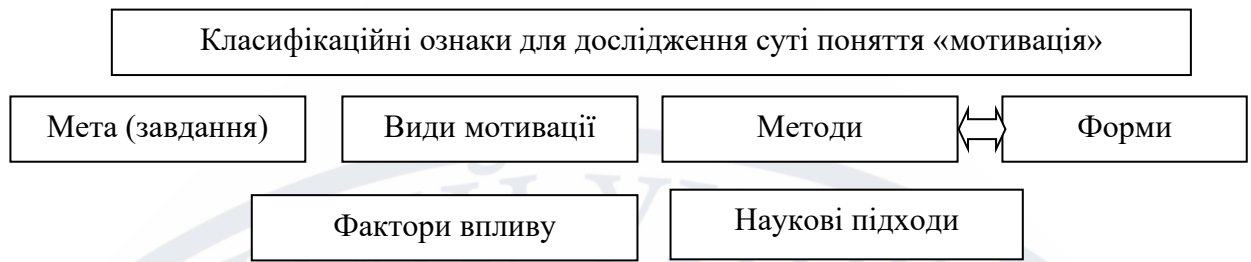 Класифікаційні ознаки для дослідження суті поняття «мотивація»
Мета (завдання)
Види мотивації
Методи
Форми
Фактори впливу
Наукові підходи